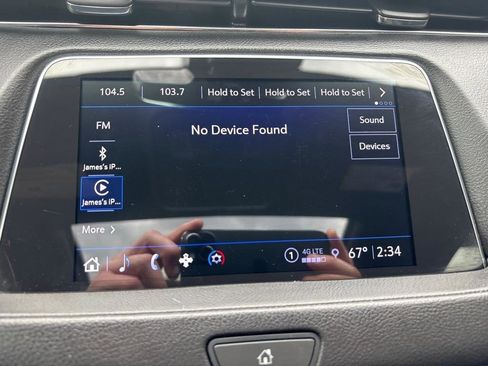 104.5 103.7 Hold to Set Hold to Set Hold to Set
FM
No Device Found
Sound
James's iP...
Devices
James's iP...
More
1 4G LTE 67° 2:34